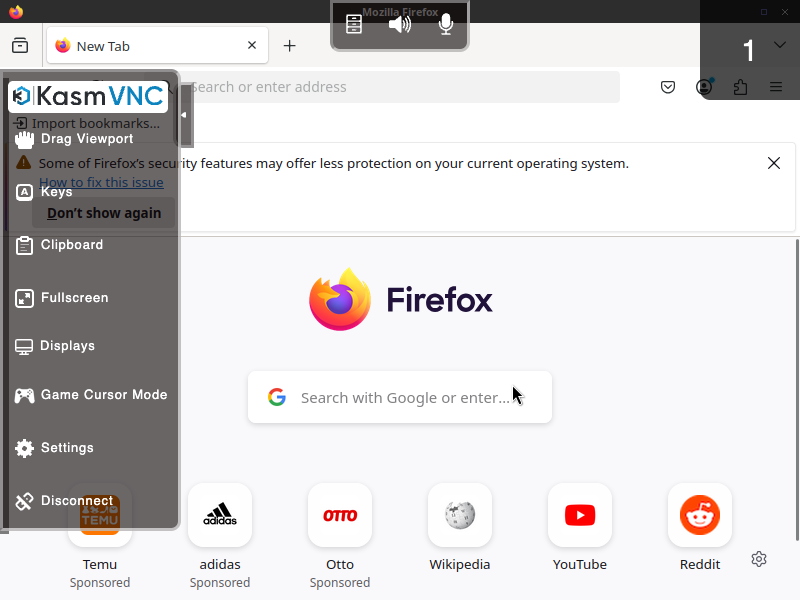 Mozilla Firefox
New Tab
1
Search or enter address
KasmVNC
Import bookmarks...
Drag Viewport
Some of Firefox's security features may offer less protection on your current operating system.
How to fix this issue
Keys
Don't show again
Clipboard
Fullscreen
Firefox
Displays
Game Cursor Mode
Search with Google or enter...
Settings
Disconnect
TEMU
adidas
OTTO
Temu
adidas
Otto
Wikipedia
YouTube
Reddit
Sponsored
Sponsored
Sponsored